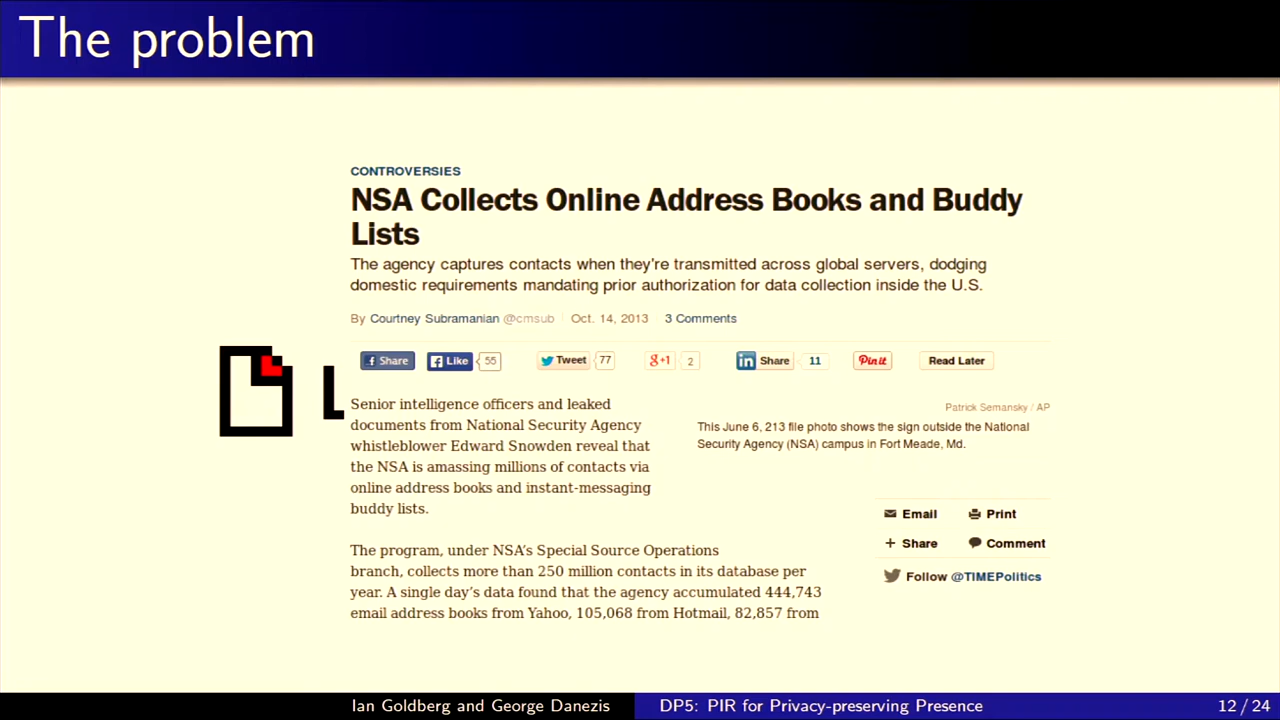 The problem
CONTROVERSIES
NSA Collects Online Address Books and Buddy
Lists
The agency captures contacts when they're transmitted across global servers, dodging
domestic requirements mandating prior authorization for data collection inside the U.S.
By Courtney Subramanian @cmsub Oct. 14, 2013 3 Comments
Share Like 55 Tweet 77 g+1 2 in Share 11 Pin it Read Later
Senior intelligence officers and leaked
documents from National Security Agency
whistleblower Edward Snowden reveal that
the NSA is amassing millions of contacts via
online address books and instant-messaging
buddy lists.
Patrick Semansky / AP
This June 6, 213 file photo shows the sign outside the National
Security Agency (NSA) campus in Fort Meade, Md.
Email Print
+ Share Comment
Follow @TIMEPolitics
The program, under NSA's Special Source Operations
branch, collects more than 250 million contacts in its database per
year. A single day's data found that the agency accumulated 444,743
email address books from Yahoo, 105,068 from Hotmail, 82,857 from
Ian Goldberg and George Danezis DP5: PIR for Privacy-preserving Presence 12 / 24